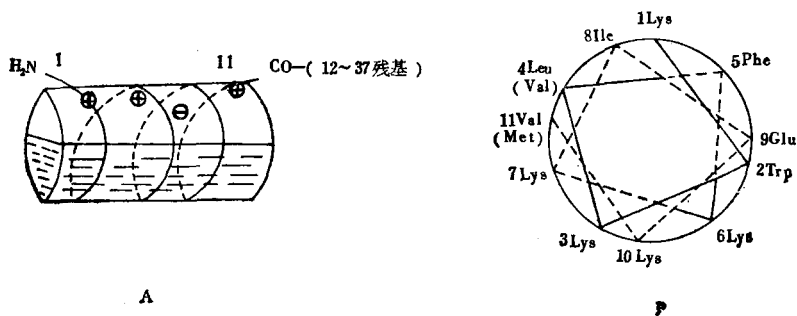 H₂N I 11 CO—( 12~37残基 )
⊕ ⊕ ⊖ ⊕
A
1Lys
8Ile
5Phe
4Leu
(Val)
11Val
(Met)
9Glu
2Trp
7Lys
3Lys
10Lys
6Lys
P